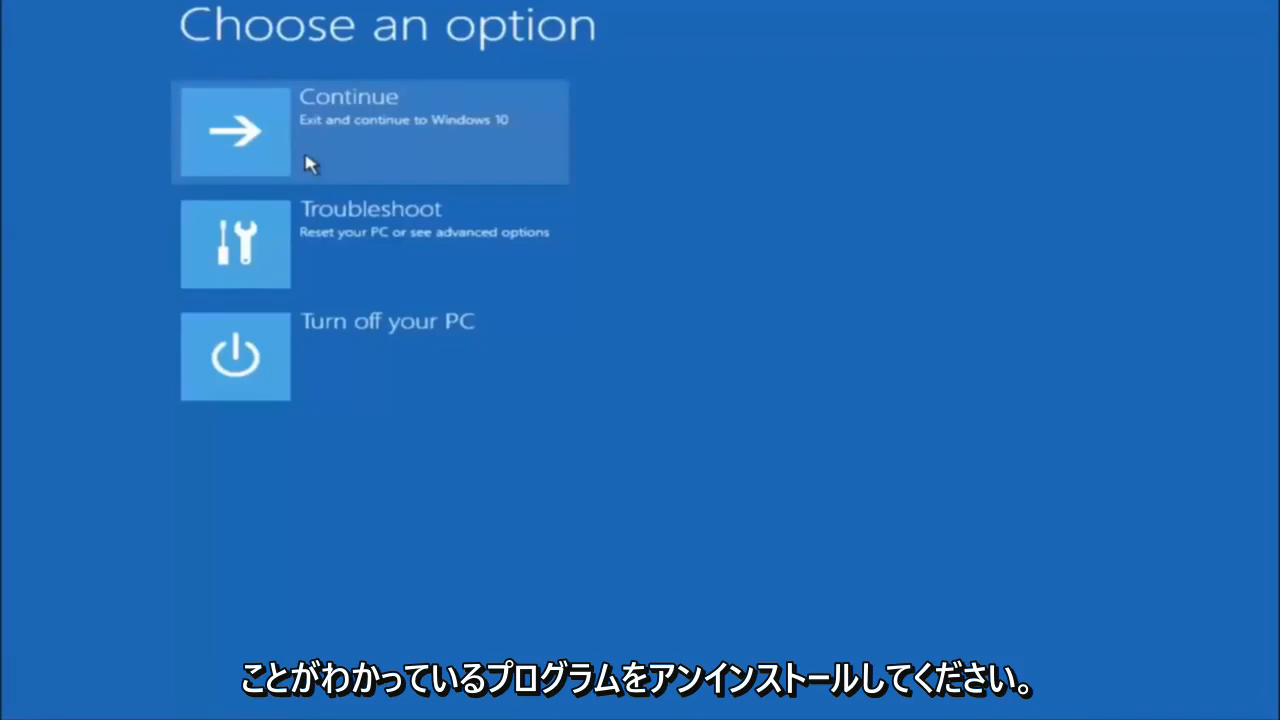 Choose an option
Continue
Exit and continue to Windows 10
Troubleshoot
Reset your PC or see advanced options
Turn off your PC
ことがわかっているプログラムをアンインストールしてください。